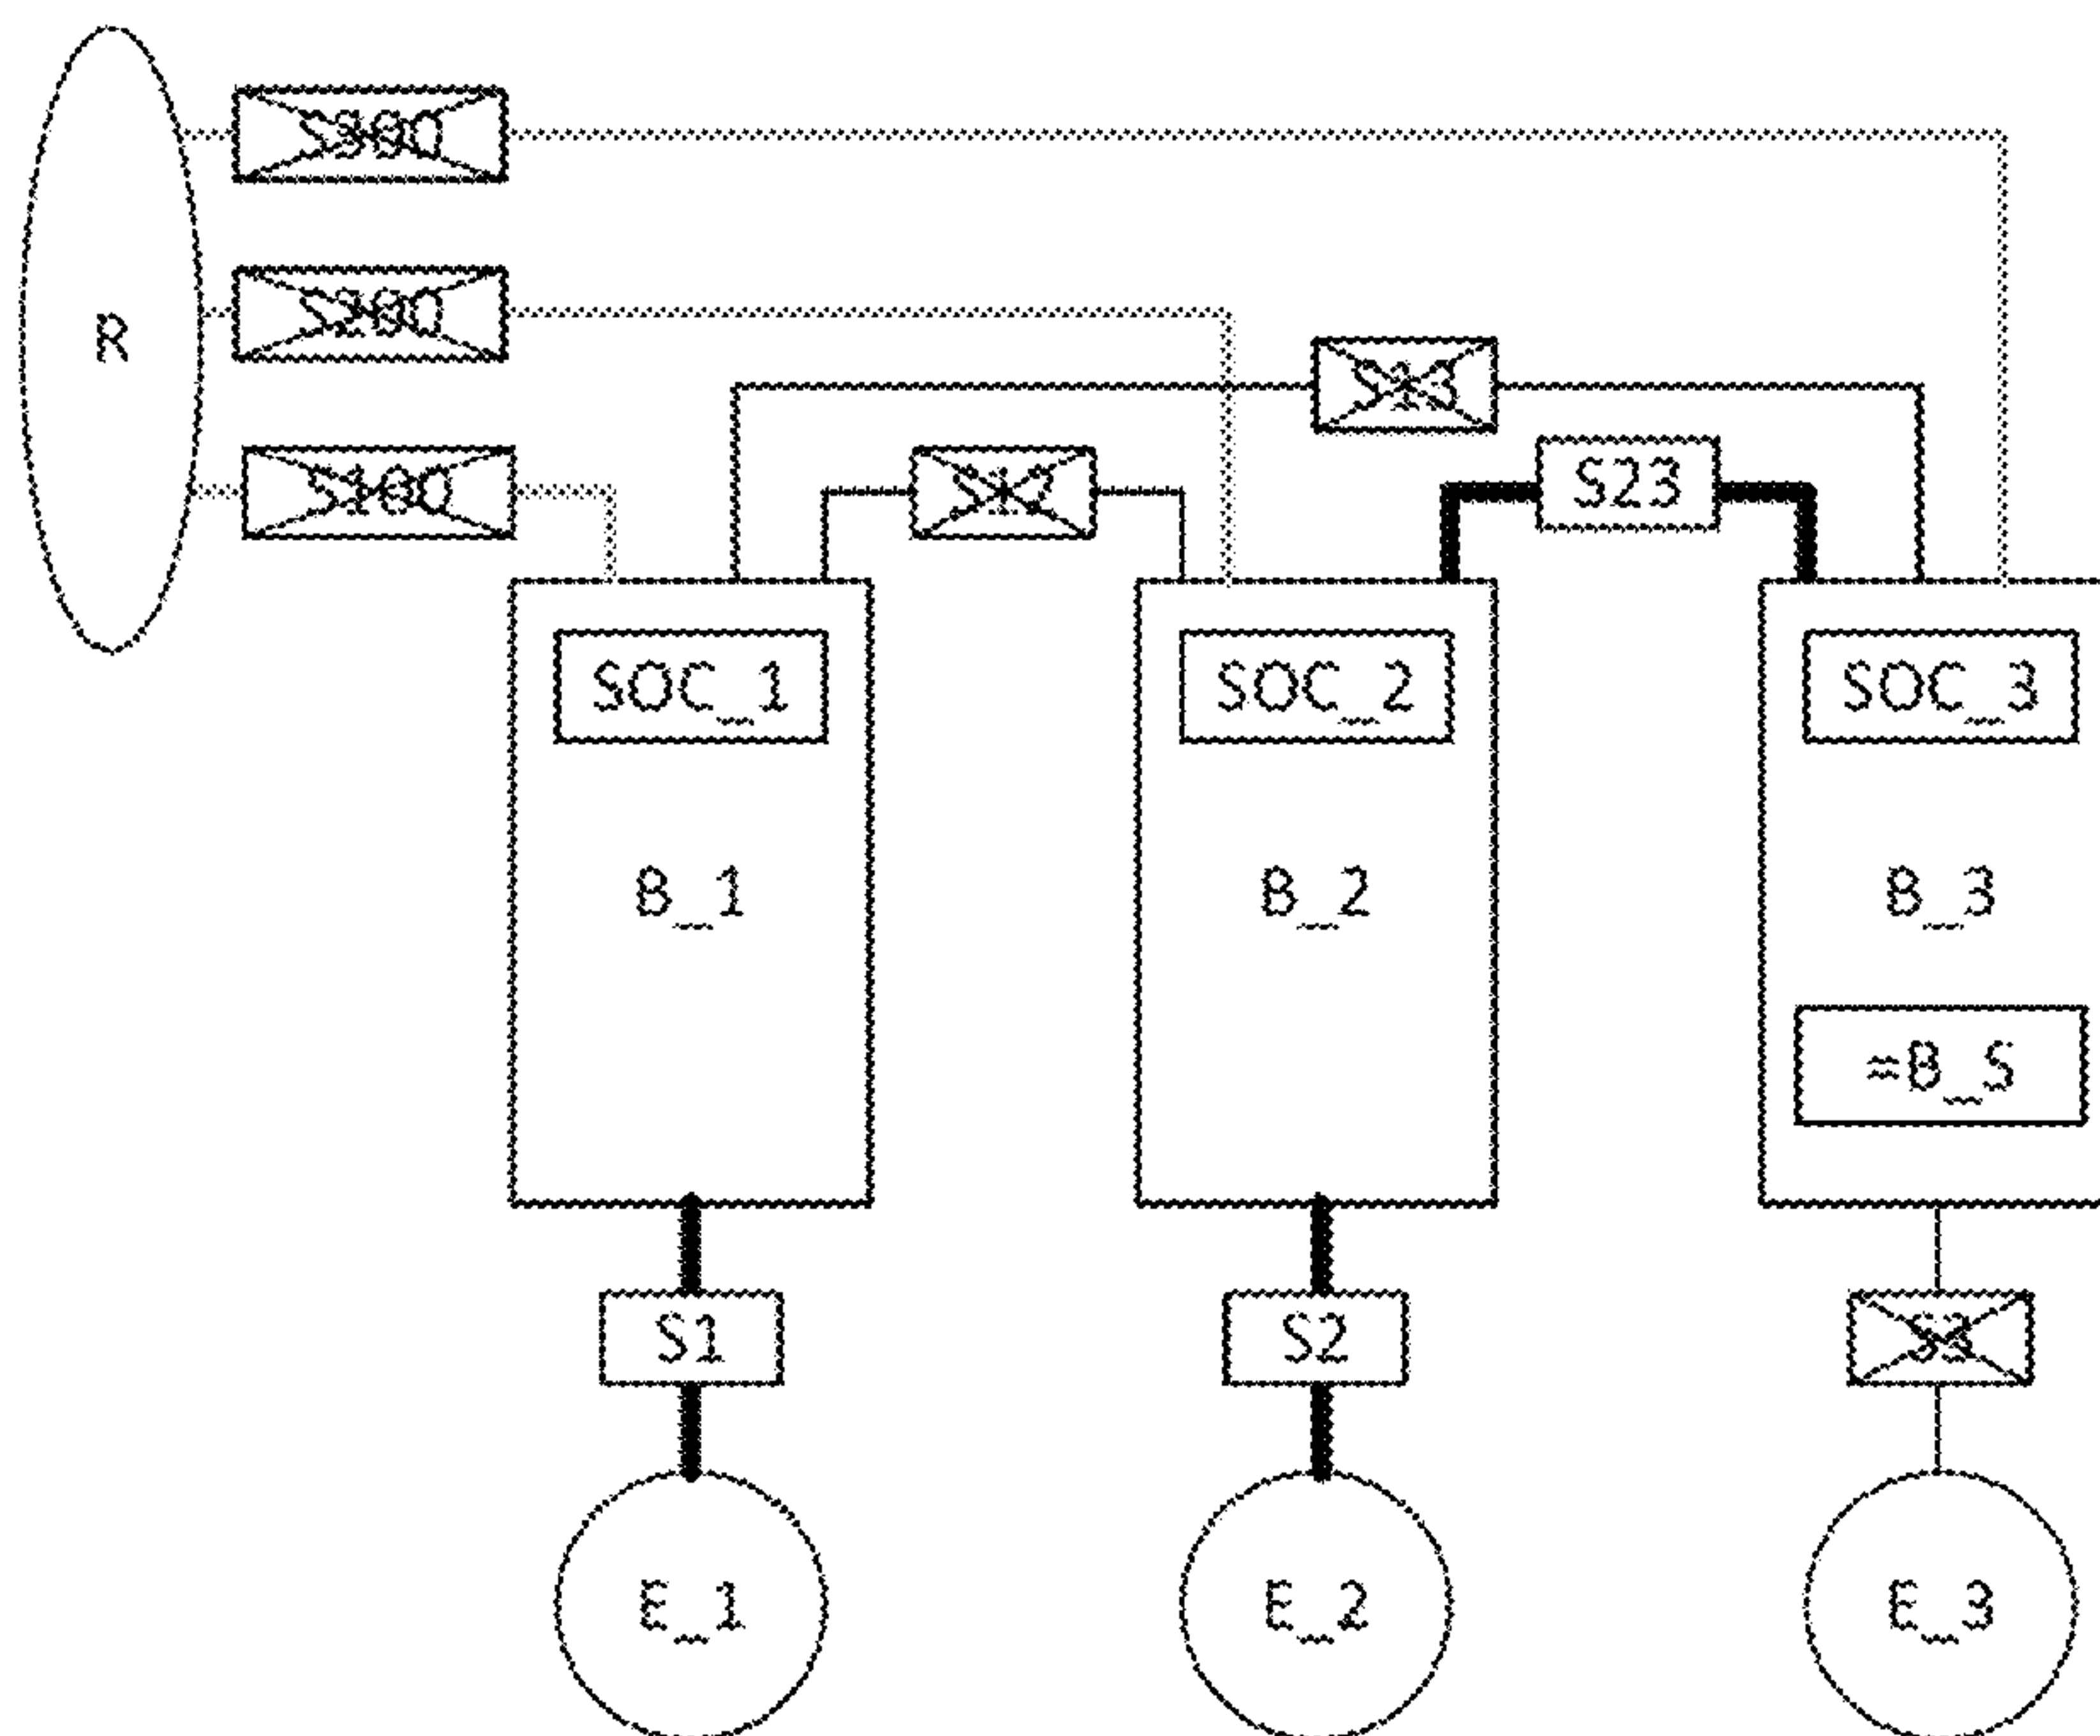 S300
S200
R
S13
S100
S12
S23
SOC_1
SOC_2
SOC_3
B_1
B_2
B_3
=B_S
S1
S2
S3
E_1
E_2
E_3